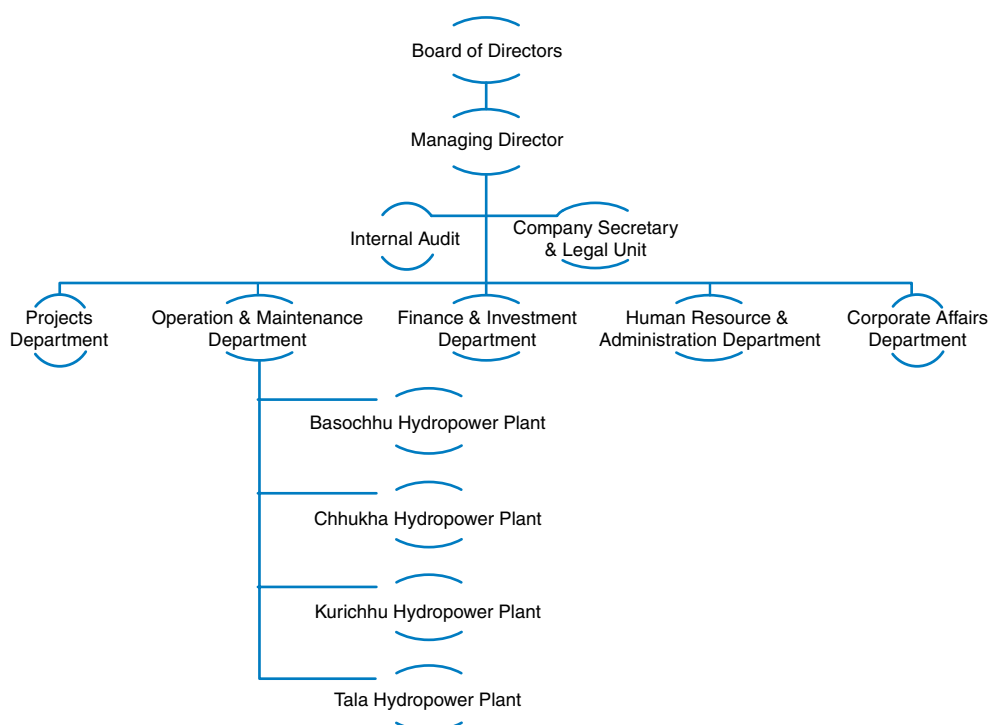 Board of Directors
Managing Director
Internal Audit
Company Secretary
& Legal Unit
Projects
Department
Operation & Maintenance
Department
Finance & Investment
Department
Human Resource &
Administration Department
Corporate Affairs
Department
Basochhu Hydropower Plant
Chhukha Hydropower Plant
Kurichhu Hydropower Plant
Tala Hydropower Plant